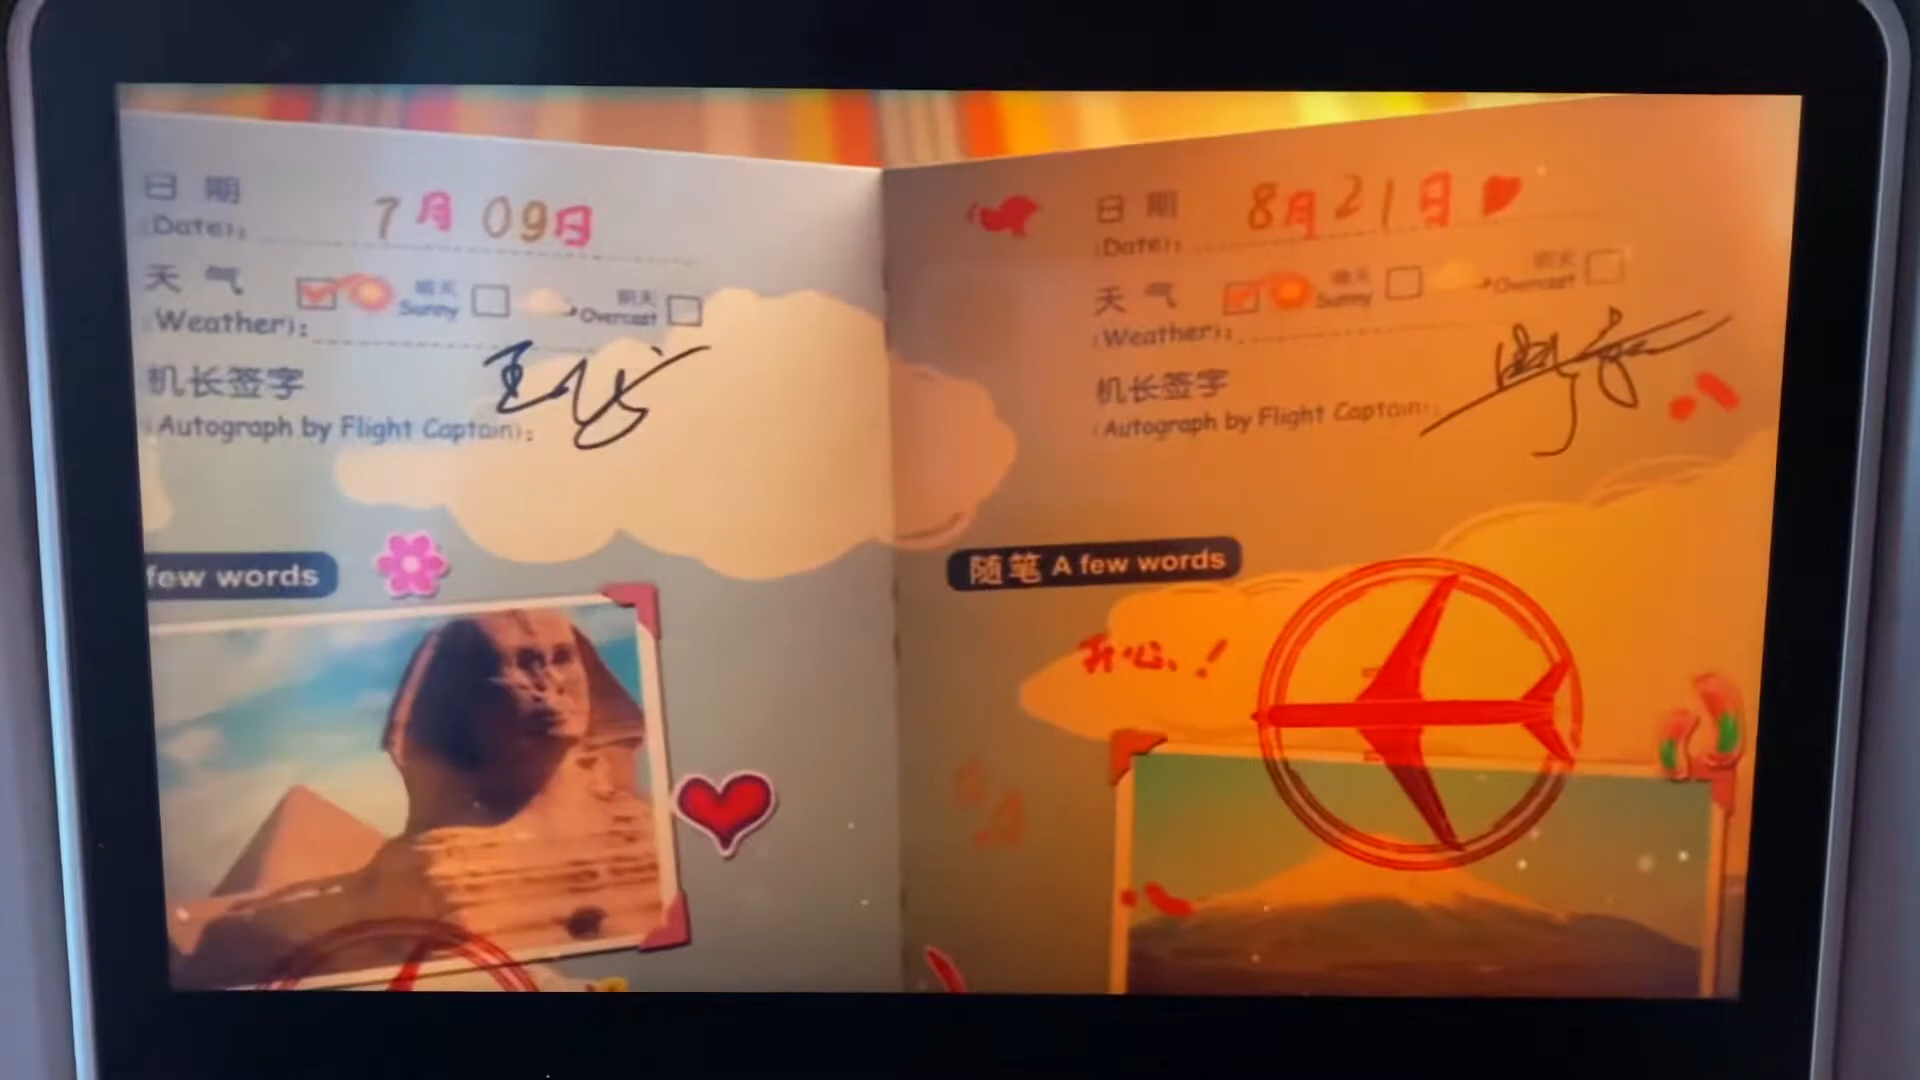 日期 7月09日
(Date):
天气 晴天 阴天
Sunny Overcast
(Weather):
机长签字
(Autograph by Flight Captain):
few words
日期 8月21日
(Date):
天气 晴天 阴天
Sunny Overcast
(Weather):
机长签字
(Autograph by Flight Captain):
随笔 A few words
开心!